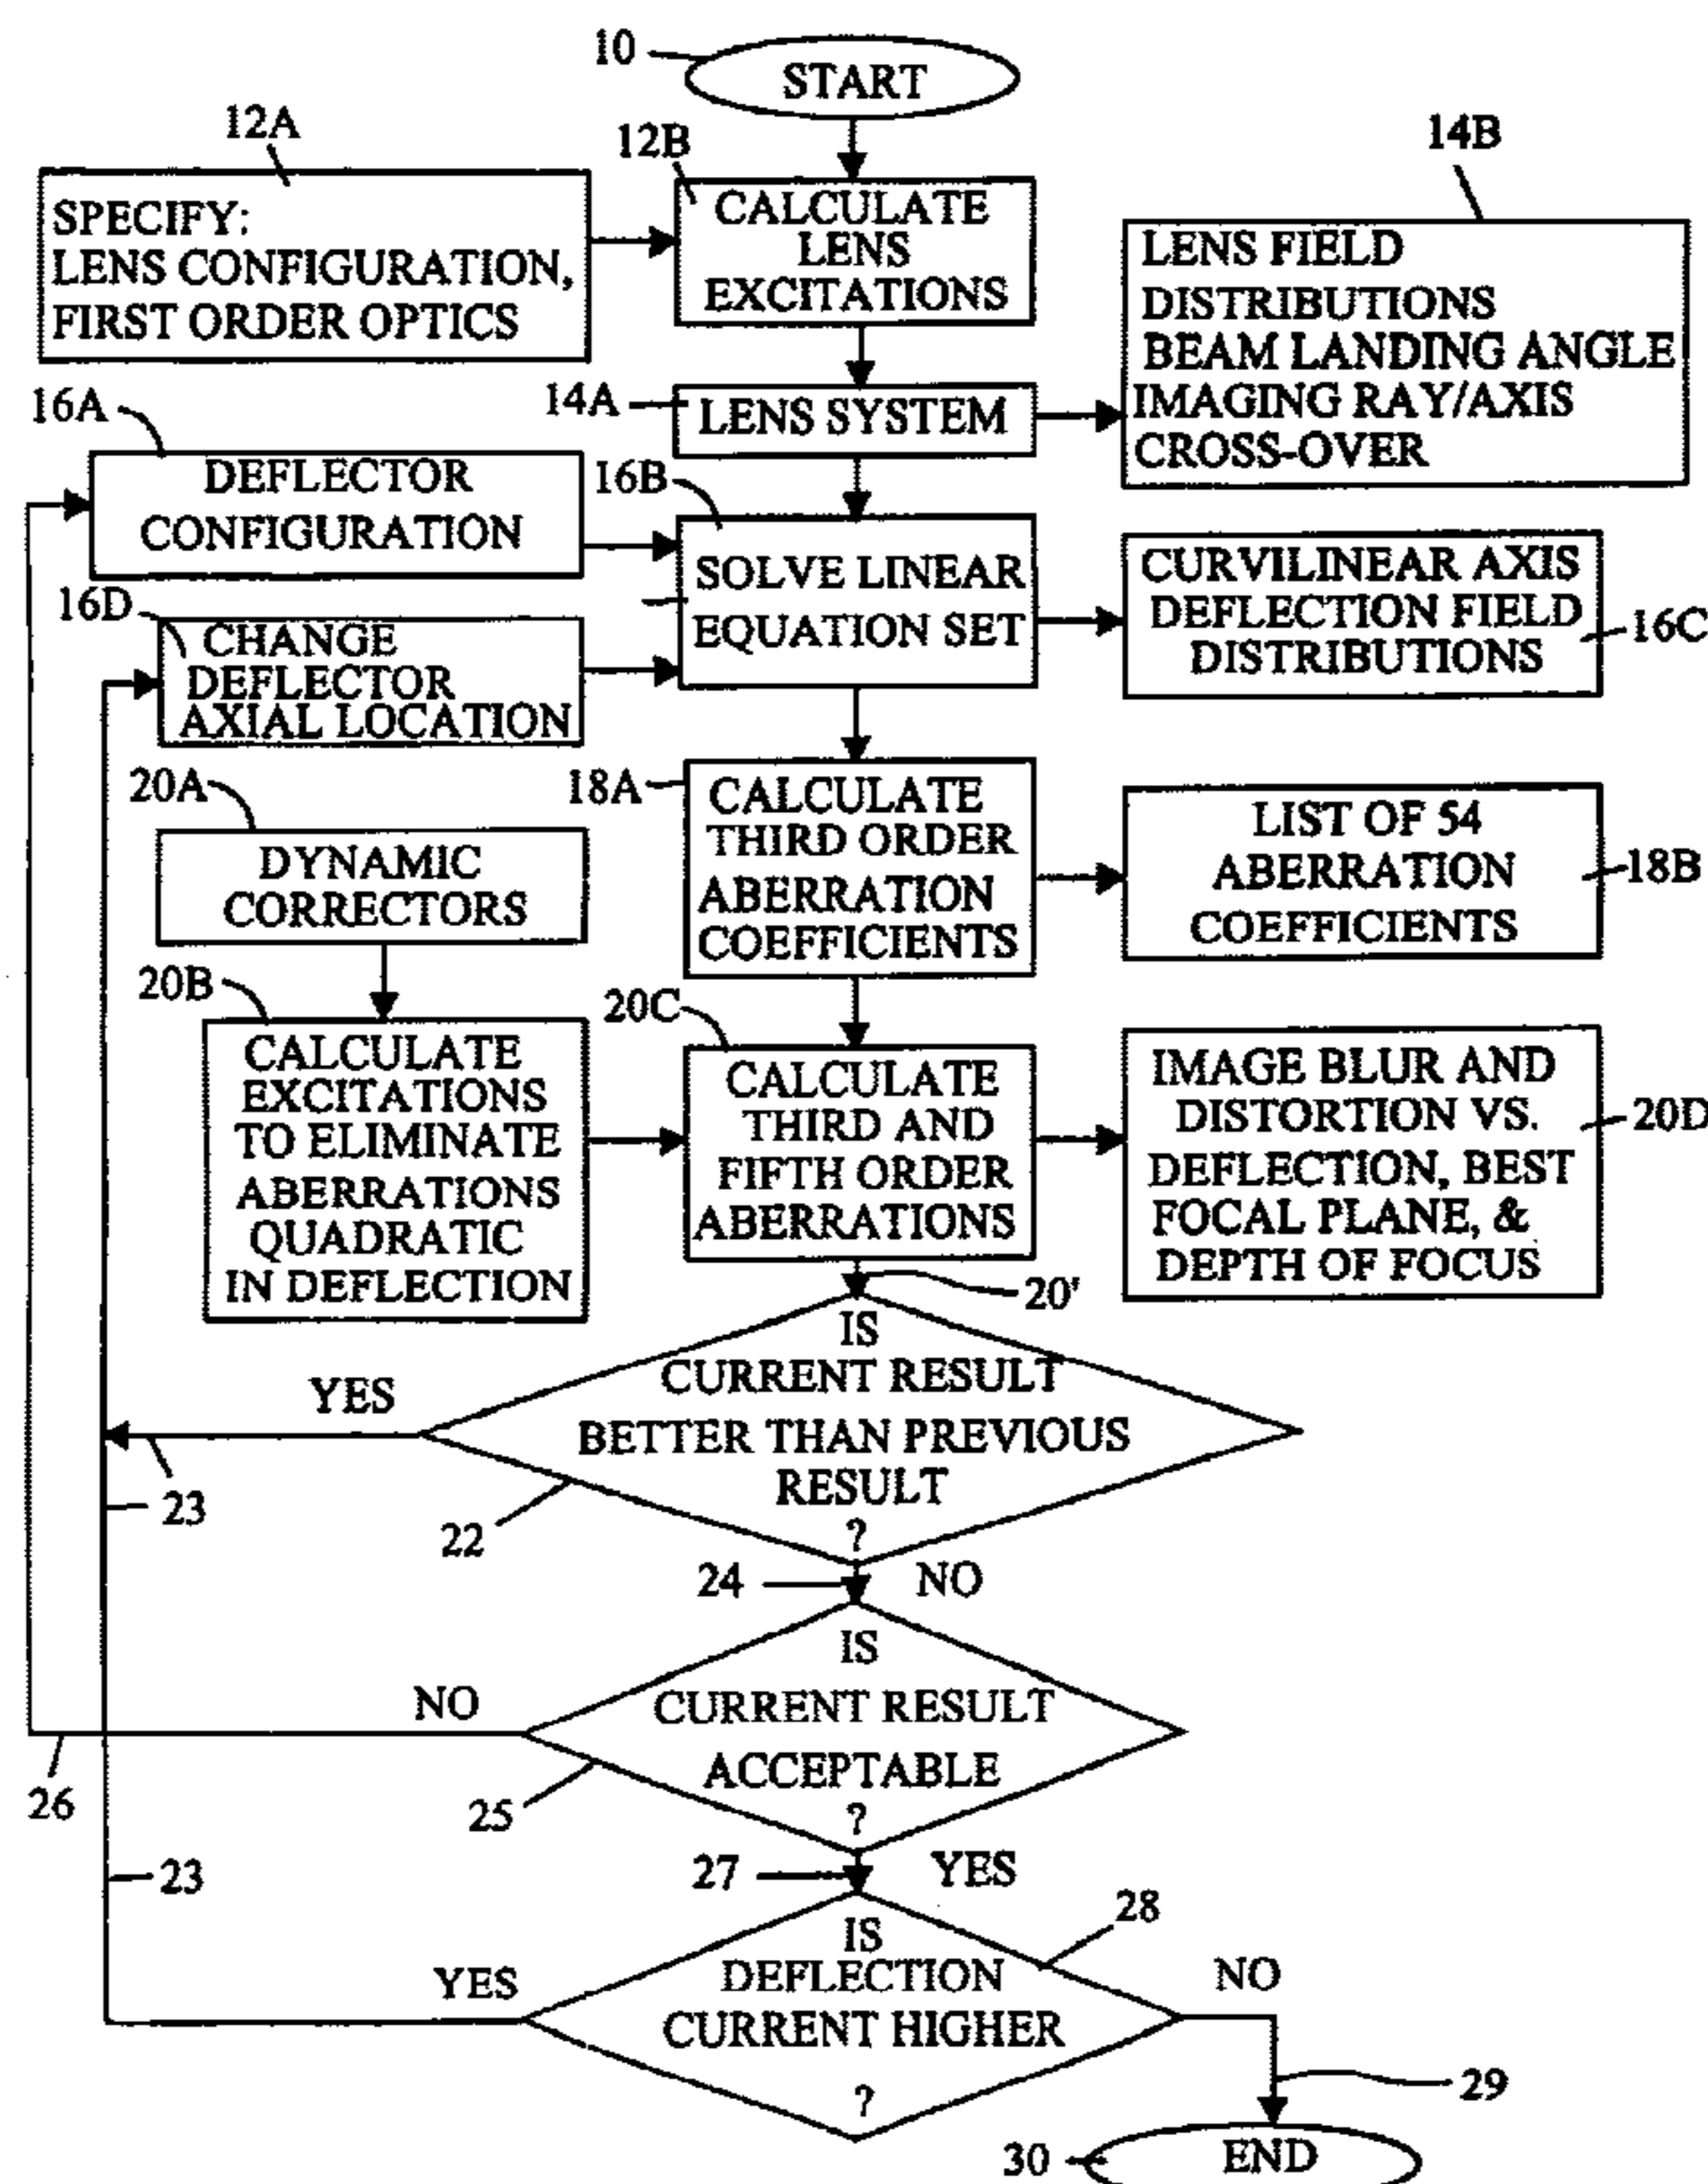 10
START
12A
12B
14B
SPECIFY:
LENS CONFIGURATION,
FIRST ORDER OPTICS
CALCULATE
LENS
EXCITATIONS
LENS FIELD
DISTRIBUTIONS
BEAM LANDING ANGLE
IMAGING RAY/AXIS
CROSS-OVER
14A
LENS SYSTEM
16A
DEFLECTOR
CONFIGURATION
16B
SOLVE LINEAR
EQUATION SET
CURVILINEAR AXIS
DEFLECTION FIELD
DISTRIBUTIONS
16C
16D
CHANGE
DEFLECTOR
AXIAL LOCATION
18A
CALCULATE
THIRD ORDER
ABERRATION
COEFFICIENTS
LIST OF 54
ABERRATION
COEFFICIENTS
18B
20A
DYNAMIC
CORRECTORS
20B
CALCULATE
EXCITATIONS
TO ELIMINATE
ABERRATIONS
QUADRATIC
IN DEFLECTION
20C
CALCULATE
THIRD AND
FIFTH ORDER
ABERRATIONS
IMAGE BLUR AND
DISTORTION VS.
DEFLECTION, BEST
FOCAL PLANE, &
DEPTH OF FOCUS
20D
20'
IS
CURRENT RESULT
BETTER THAN PREVIOUS
RESULT
?
YES
23
22
24
NO
IS
CURRENT RESULT
ACCEPTABLE
?
NO
26
25
27
YES
23
28
IS
DEFLECTION
CURRENT HIGHER
?
YES
NO
29
30
END